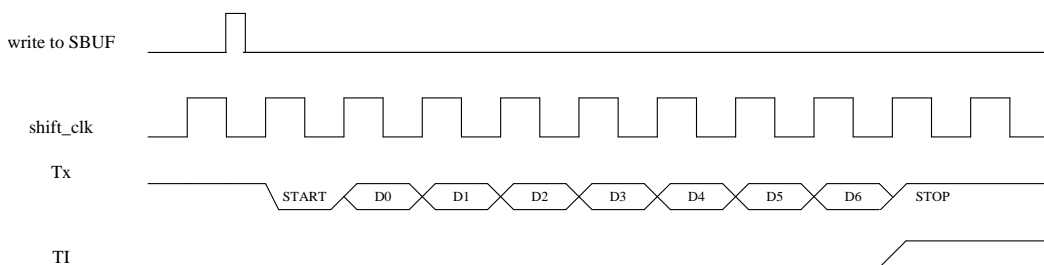 write to SBUF
shift_clk
Tx
START D0 D1 D2 D3 D4 D5 D6 STOP
TI